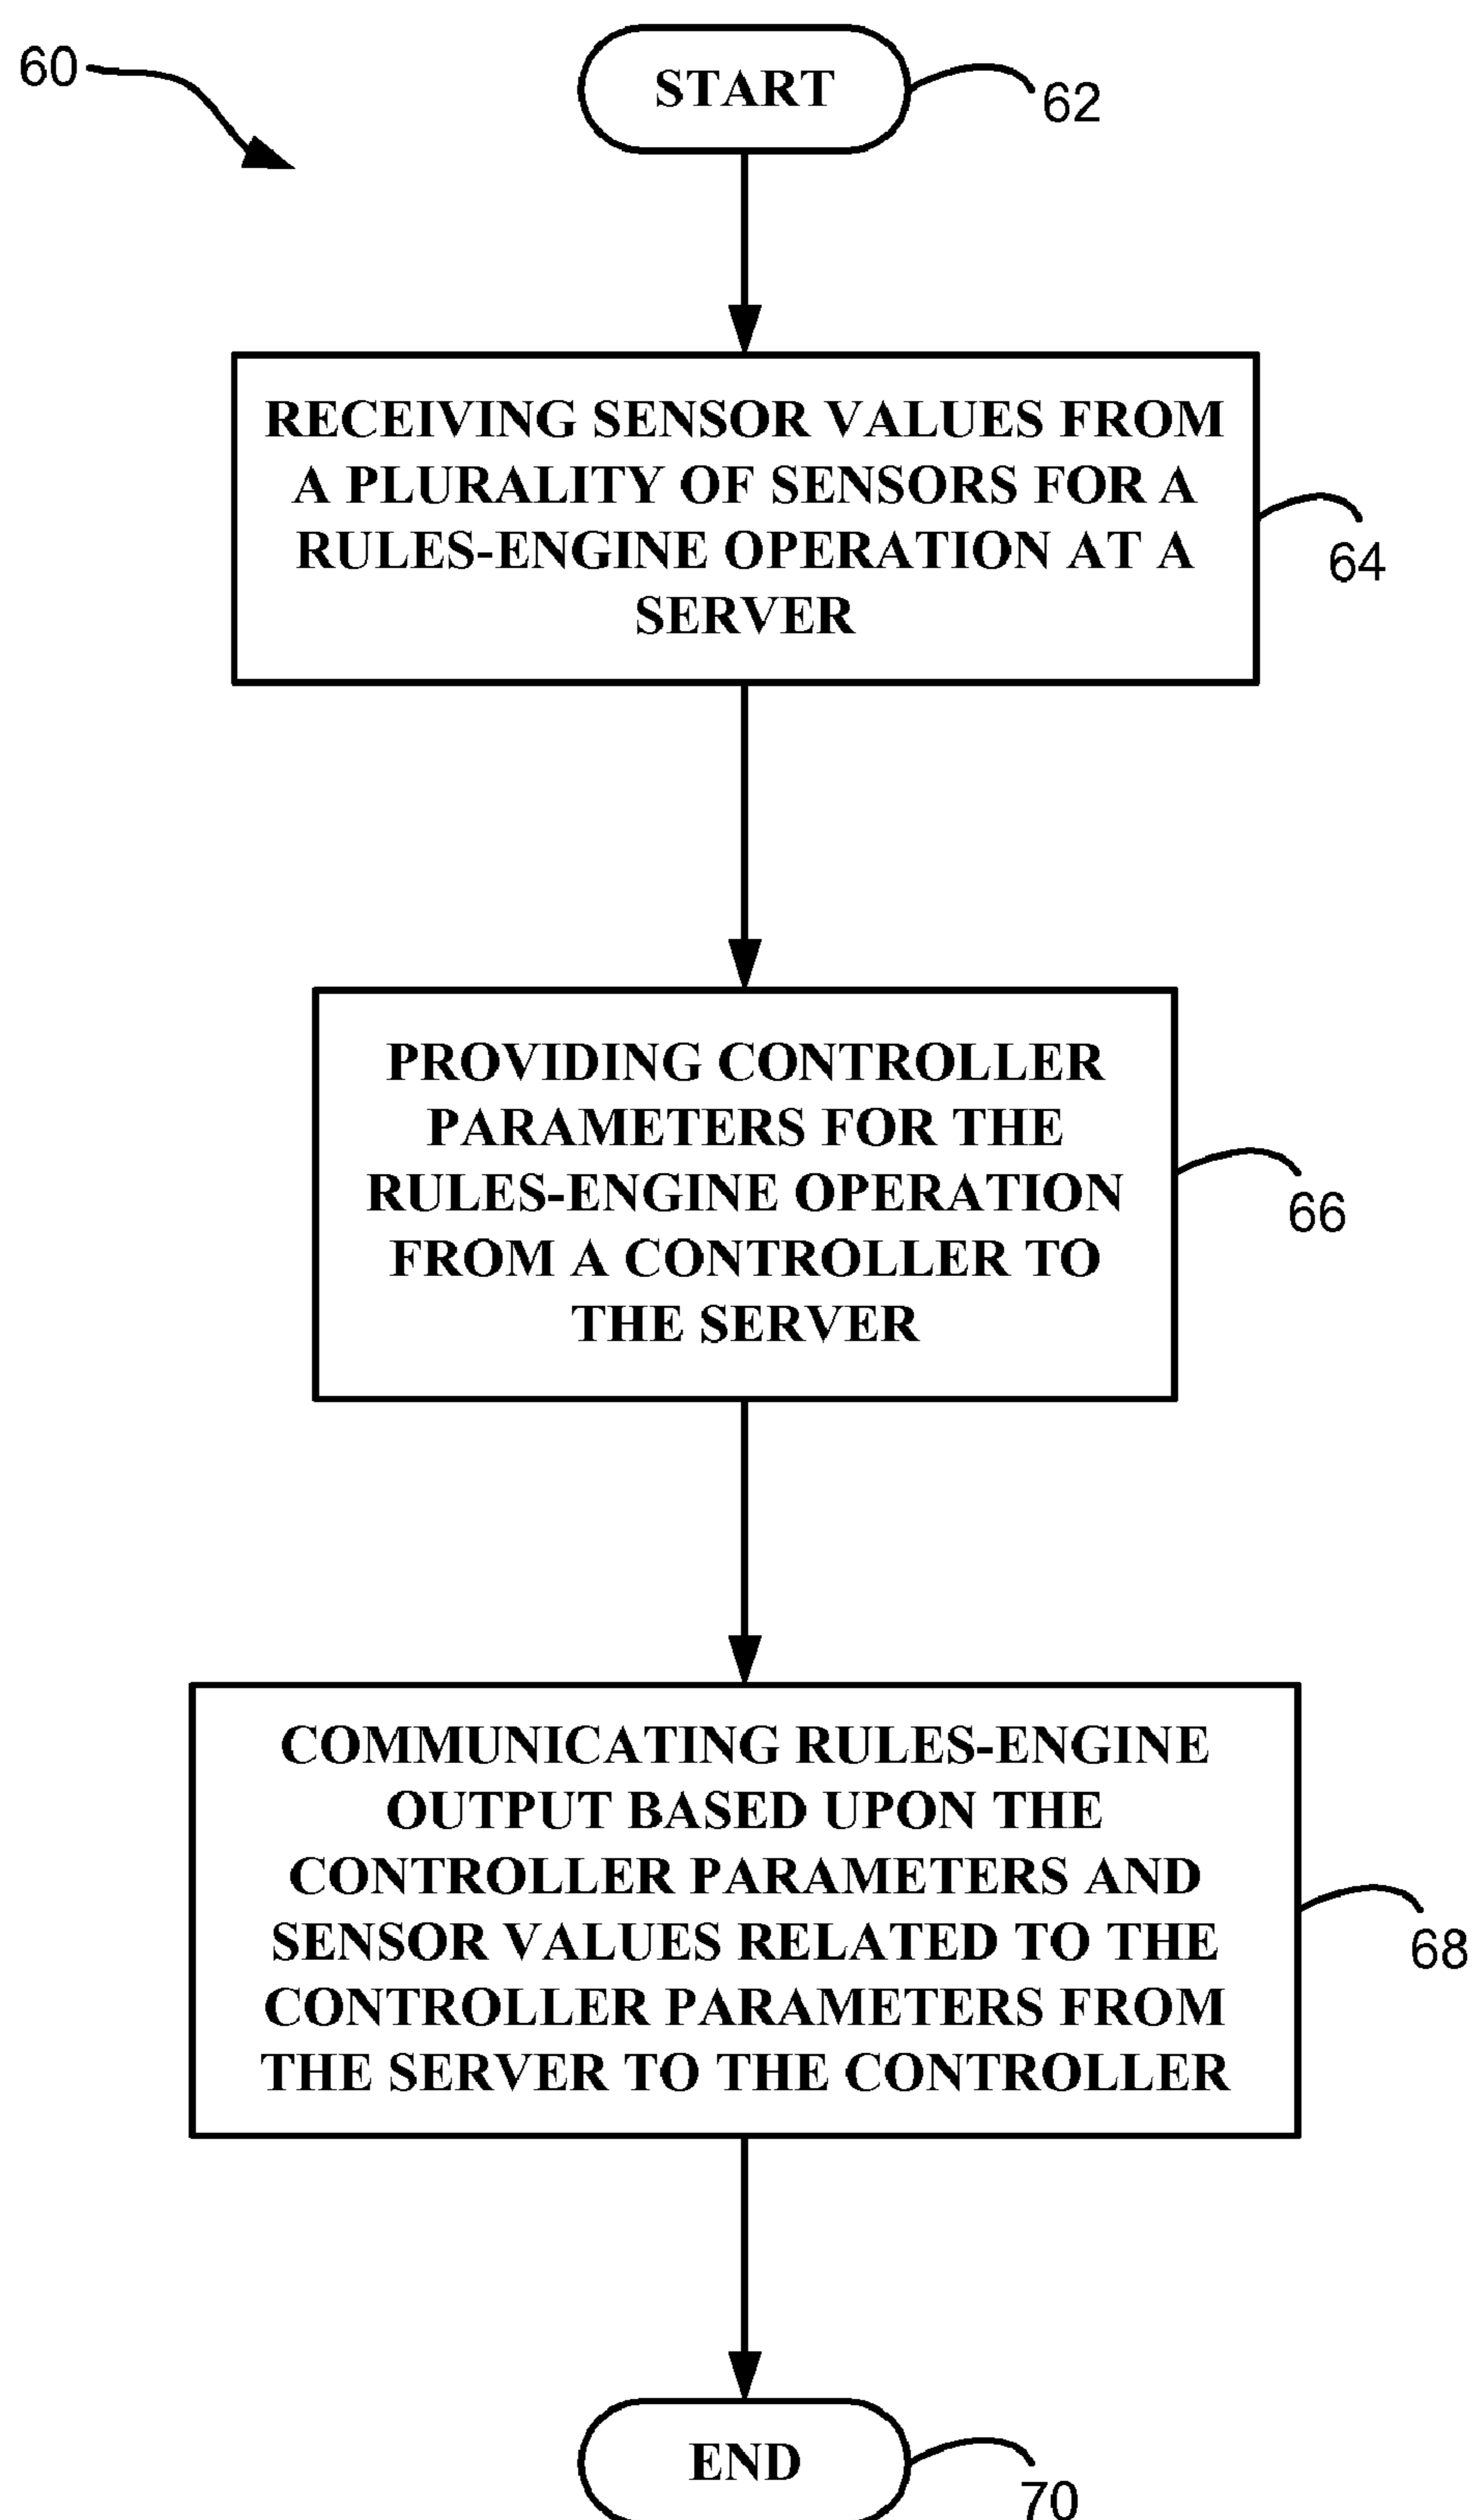 60
START
62
RECEIVING SENSOR VALUES FROM
A PLURALITY OF SENSORS FOR A
RULES-ENGINE OPERATION AT A
SERVER
64
PROVIDING CONTROLLER
PARAMETERS FOR THE
RULES-ENGINE OPERATION
FROM A CONTROLLER TO
THE SERVER
66
COMMUNICATING RULES-ENGINE
OUTPUT BASED UPON THE
CONTROLLER PARAMETERS AND
SENSOR VALUES RELATED TO THE
CONTROLLER PARAMETERS FROM
THE SERVER TO THE CONTROLLER
68
END
70